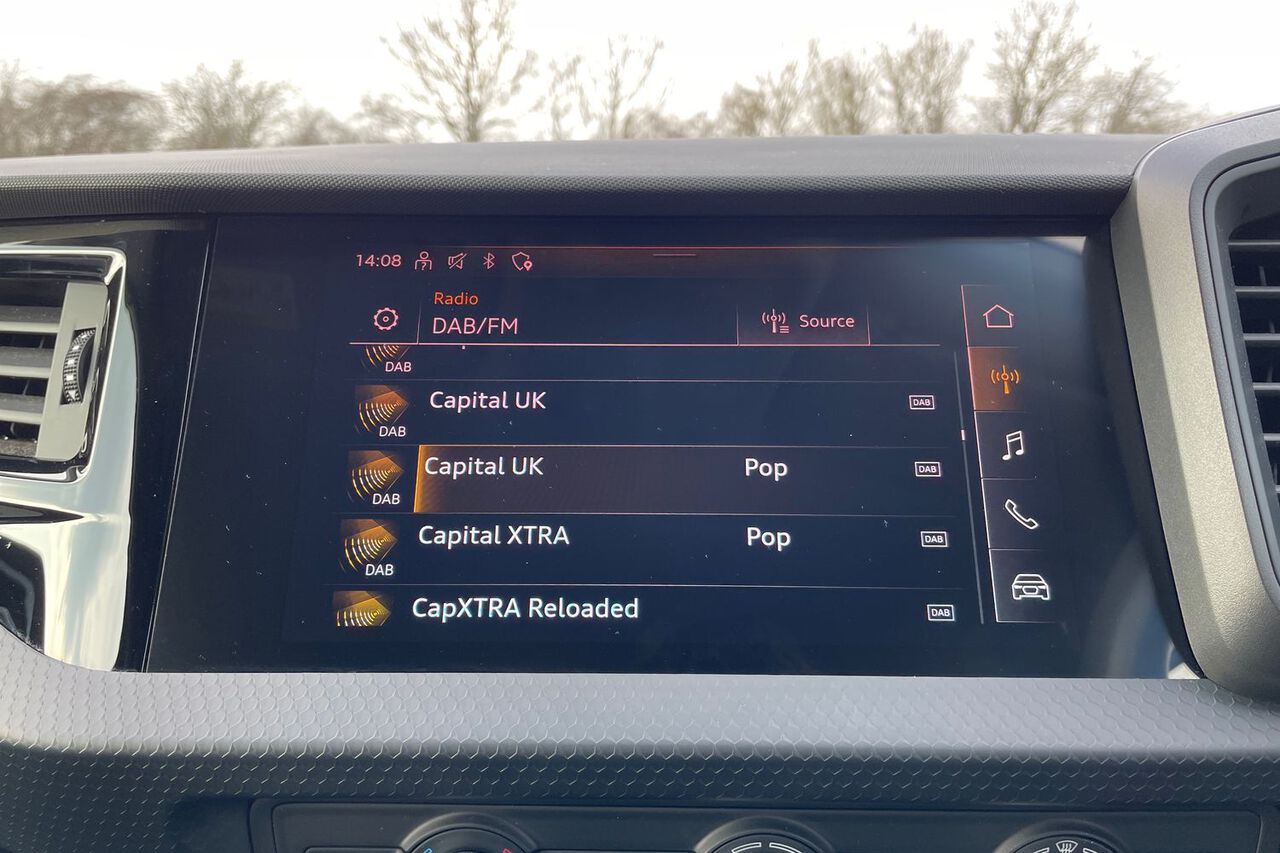 14:08
Radio
DAB/FM
Source
DAB
Capital UK
DAB
DAB
Capital UK
Pop
DAB
DAB
Capital XTRA
Pop
DAB
DAB
CapXTRA Reloaded
DAB